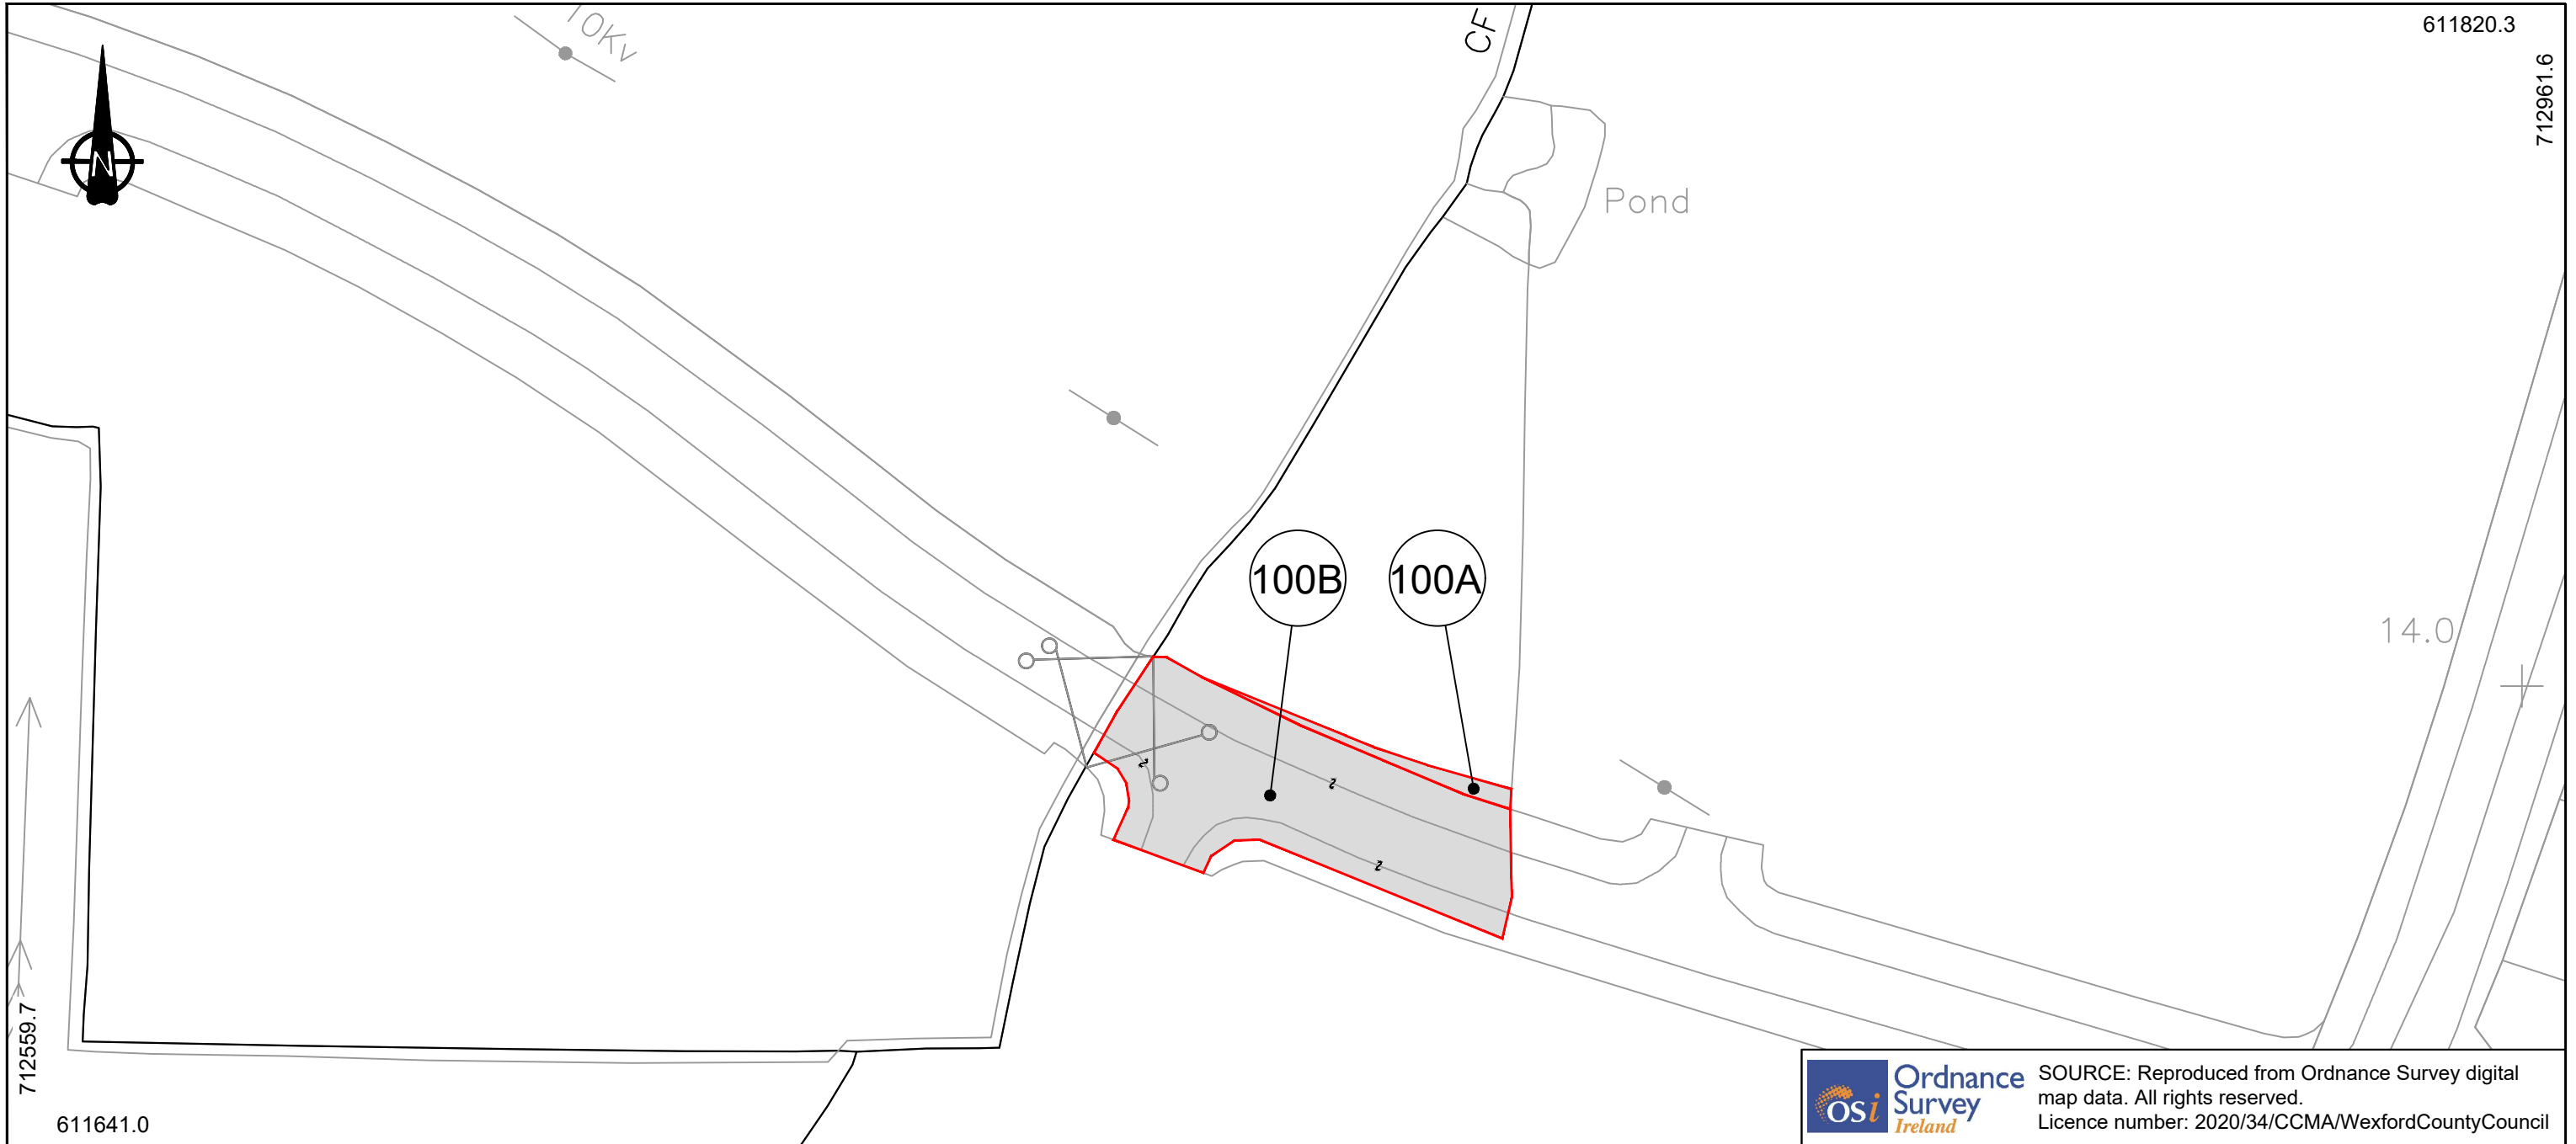 10Kv
CF
611820.3
712961.6
N
Pond
100B
100A
14.0
712559.7
611641.0
osi
Ordnance
Survey
Ireland
SOURCE: Reproduced from Ordnance Survey digital
map data. All rights reserved.
Licence number: 2020/34/CCMA/WexfordCountyCouncil